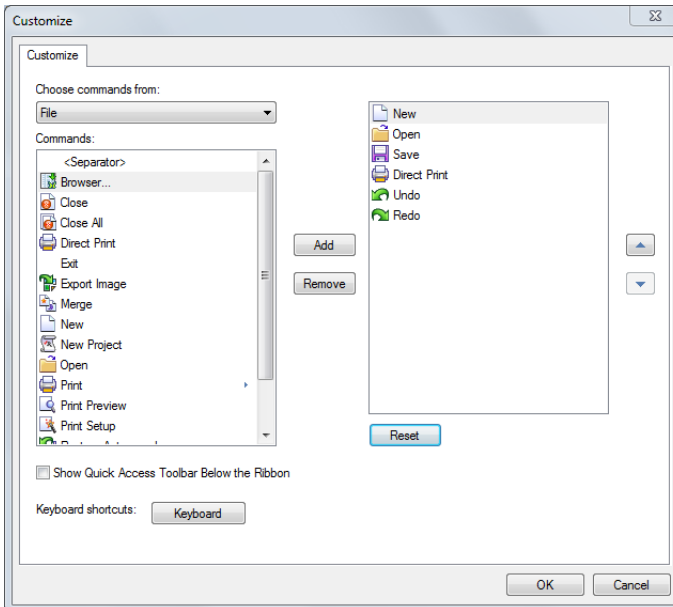 Customize
Customize
Choose commands from:
File
Commands:
<Separator>
Browser...
Close
Close All
Direct Print
Exit
Export Image
Merge
New
New Project
Open
Print
Print Preview
Print Setup
Add
Remove
New
Open
Save
Direct Print
Undo
Redo
Reset
Show Quick Access Toolbar Below the Ribbon
Keyboard shortcuts:
Keyboard
OK
Cancel